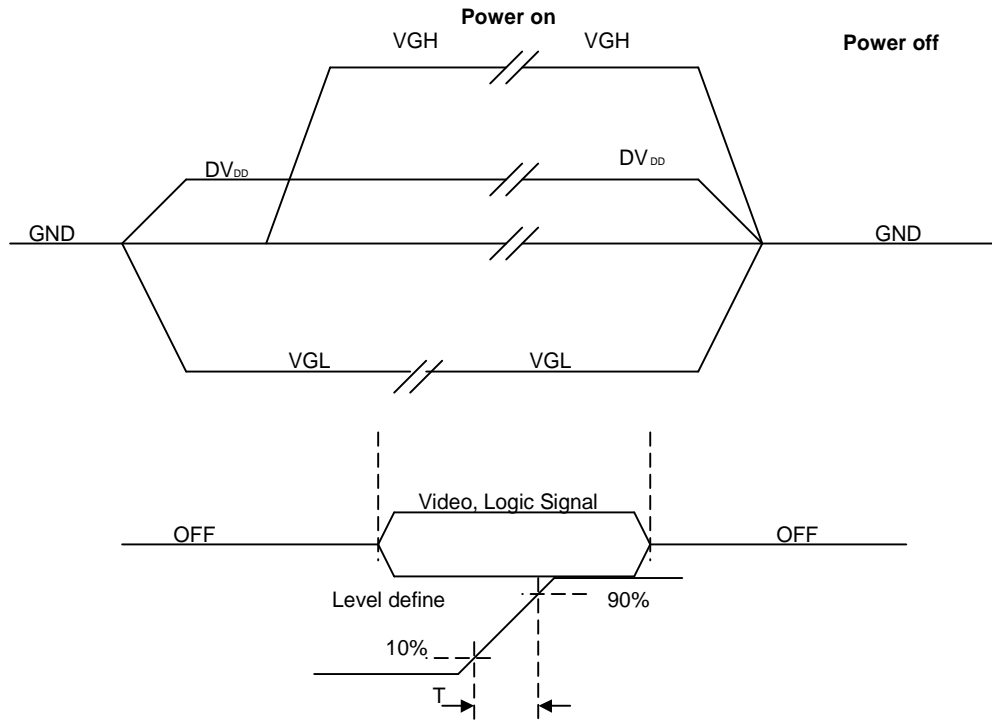 Power on
VGH VGH
Power off
DVDD DVDD
GND GND
VGL VGL
Video, Logic Signal
OFF OFF
Level define
90%
10%
T